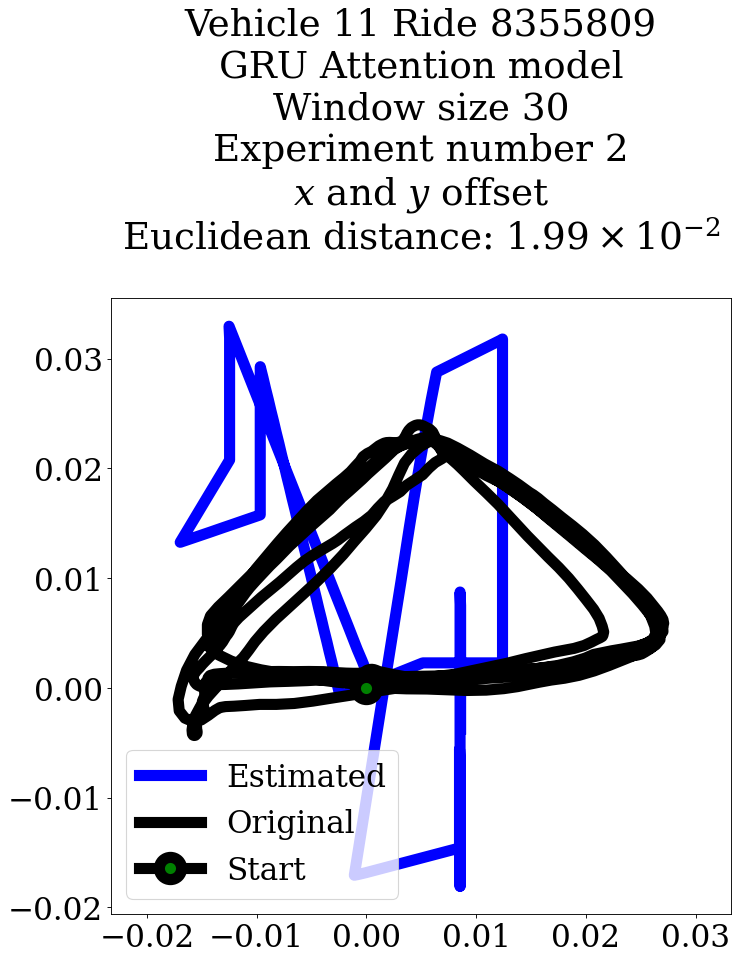 Vehicle 11 Ride 8355809
GRU Attention model
Window size 30
Experiment number 2
x and y offset
Euclidean distance: 1.99 × 10⁻²
0.03
0.02
0.01
0.00
−0.01
−0.02
Estimated
Original
Start
−0.02 −0.01 0.00 0.01 0.02 0.03